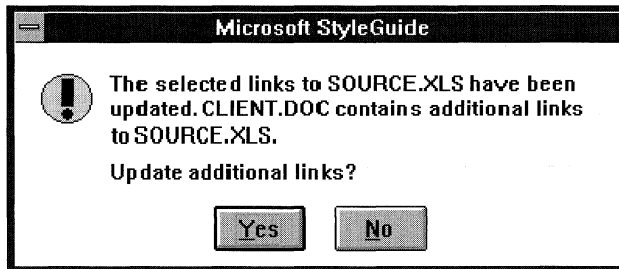 Microsoft StyleGuide
The selected links to SOURCE.XLS have been
updated. CLIENT.DOC contains additional links
to SOURCE.XLS.
Update additional links?
Yes No